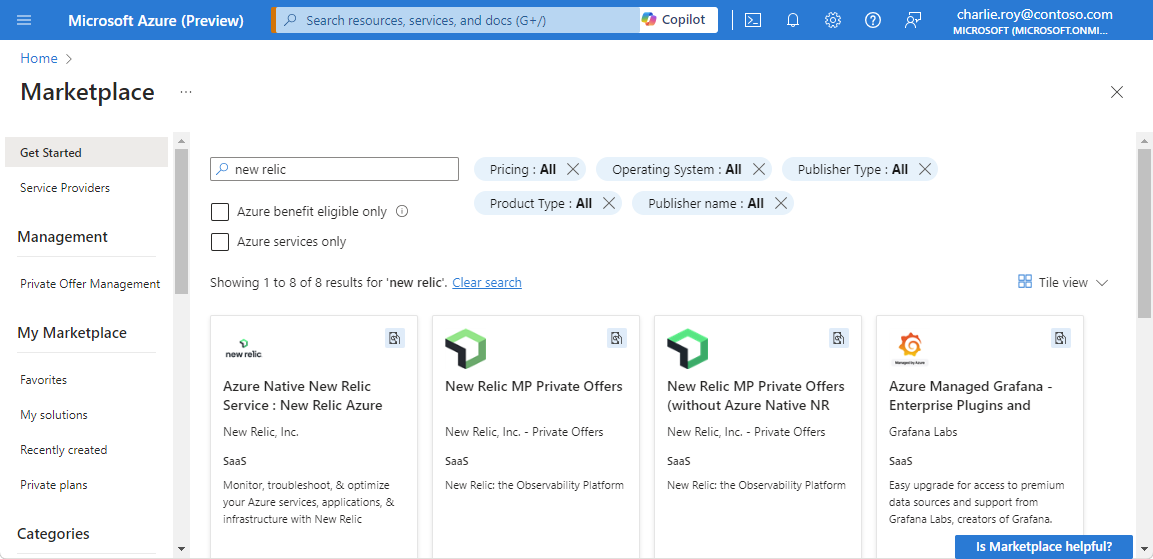 Microsoft Azure (Preview)
Search resources, services, and docs (G+/)
Copilot
charlie.roy@contoso.com
MICROSOFT (MICROSOFT.ONMI...
Home
Marketplace
...
Get Started
Service Providers
Management
Private Offer Management
My Marketplace
Favorites
My solutions
Recently created
Private plans
Categories
new relic
Pricing : All
Operating System : All
Publisher Type : All
Product Type : All
Publisher name : All
Azure benefit eligible only
Azure services only
Showing 1 to 8 of 8 results for 'new relic'. Clear search
Tile view
new relic
Azure Native New Relic
Service : New Relic Azure
New Relic, Inc.
SaaS
Monitor, troubleshoot, & optimize
your Azure services, applications, &
infrastructure with New Relic
New Relic MP Private Offers
New Relic, Inc. - Private Offers
SaaS
New Relic: the Observability Platform
New Relic MP Private Offers
(without Azure Native NR
New Relic, Inc. - Private Offers
SaaS
New Relic: the Observability Platform
Managed by Azure
Azure Managed Grafana -
Enterprise Plugins and
Grafana Labs
SaaS
Easy upgrade for access to premium
data sources and support from
Grafana Labs, creators of Grafana.
Is Marketplace helpful?